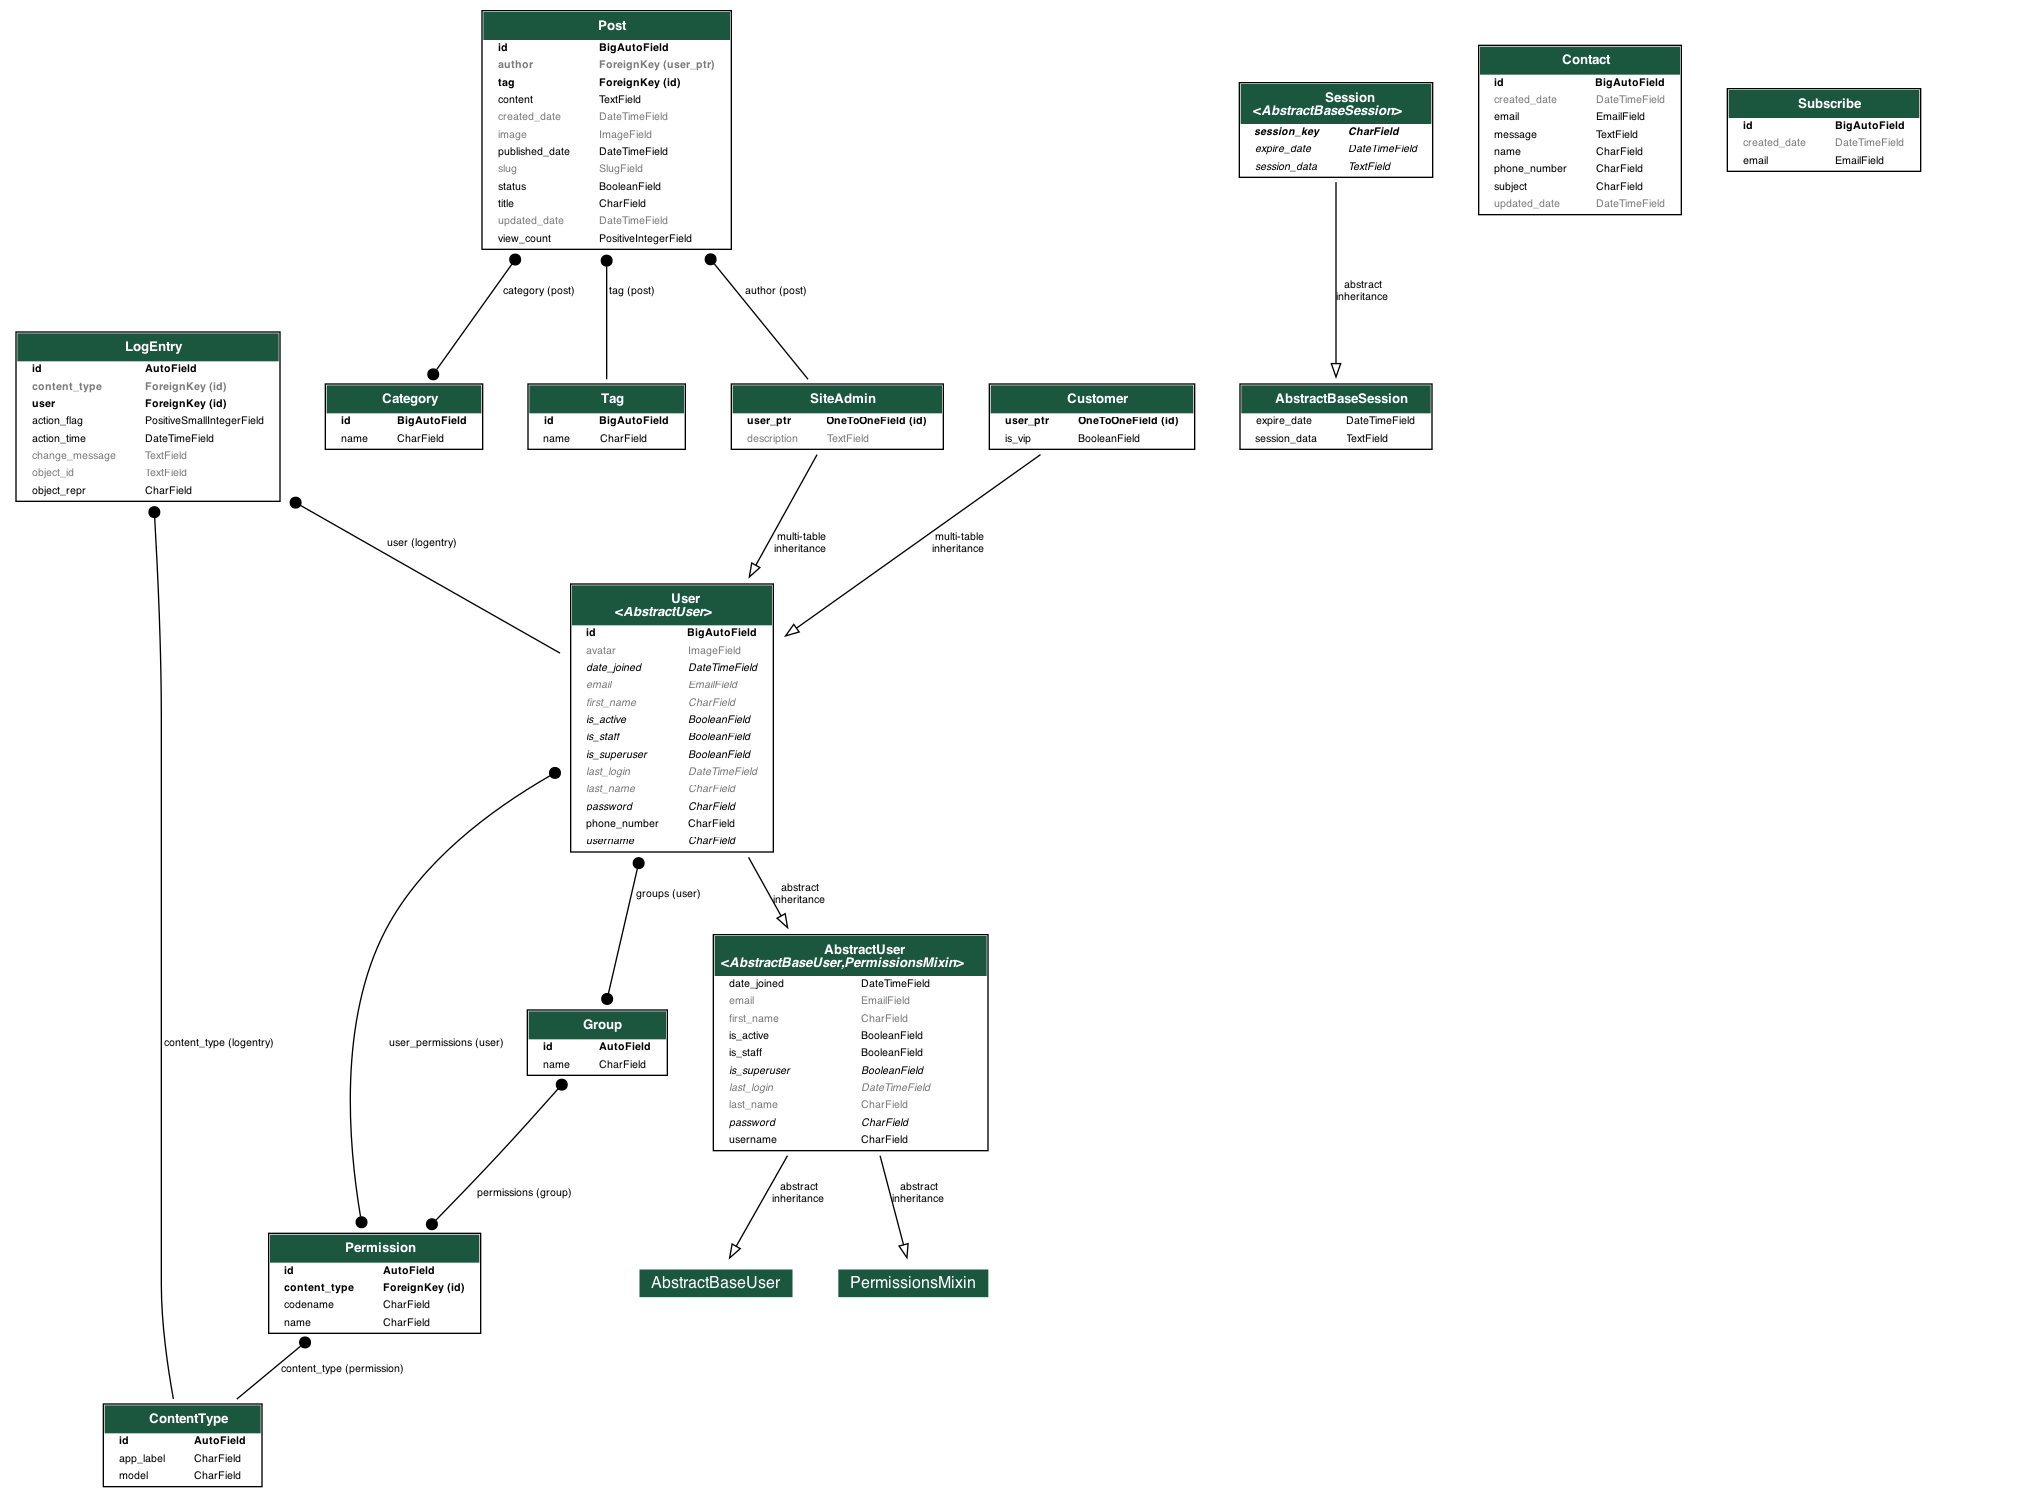 Post
id BigAutoField
author ForeignKey (user_ptr)
tag ForeignKey (id)
content TextField
created_date DateTimeField
image ImageField
published_date DateTimeField
slug SlugField
status BooleanField
title CharField
updated_date DateTimeField
view_count PositiveIntegerField
Session
<AbstractBaseSession>
session_key CharField
expire_date DateTimeField
session_data TextField
Contact
id BigAutoField
created_date DateTimeField
email EmailField
message TextField
name CharField
phone_number CharField
subject CharField
updated_date DateTimeField
Subscribe
id BigAutoField
created_date DateTimeField
email EmailField
category (post)
tag (post)
author (post)
abstract
inheritance
LogEntry
id AutoField
content_type ForeignKey (id)
user ForeignKey (id)
action_flag PositiveSmallIntegerField
action_time DateTimeField
change_message TextField
object_id TextField
object_repr CharField
Category
id BigAutoField
name CharField
Tag
id BigAutoField
name CharField
SiteAdmin
user_ptr OneToOneField (id)
description TextField
Customer
user_ptr OneToOneField (id)
is_vip BooleanField
AbstractBaseSession
expire_date DateTimeField
session_data TextField
user (logentry)
multi-table
inheritance
multi-table
inheritance
User
<AbstractUser>
id BigAutoField
avatar ImageField
date_joined DateTimeField
email EmailField
first_name CharField
is_active BooleanField
is_staff BooleanField
is_superuser BooleanField
last_login DateTimeField
last_name CharField
password CharField
phone_number CharField
username CharField
groups (user)
abstract
inheritance
AbstractUser
<AbstractBaseUser,PermissionsMixin>
date_joined DateTimeField
email EmailField
first_name CharField
is_active BooleanField
is_staff BooleanField
is_superuser BooleanField
last_login DateTimeField
last_name CharField
password CharField
username CharField
content_type (logentry)
user_permissions (user)
Group
id AutoField
name CharField
permissions (group)
abstract
inheritance
abstract
inheritance
Permission
id AutoField
content_type ForeignKey (id)
codename CharField
name CharField
AbstractBaseUser
PermissionsMixin
content_type (permission)
ContentType
id AutoField
app_label CharField
model CharField